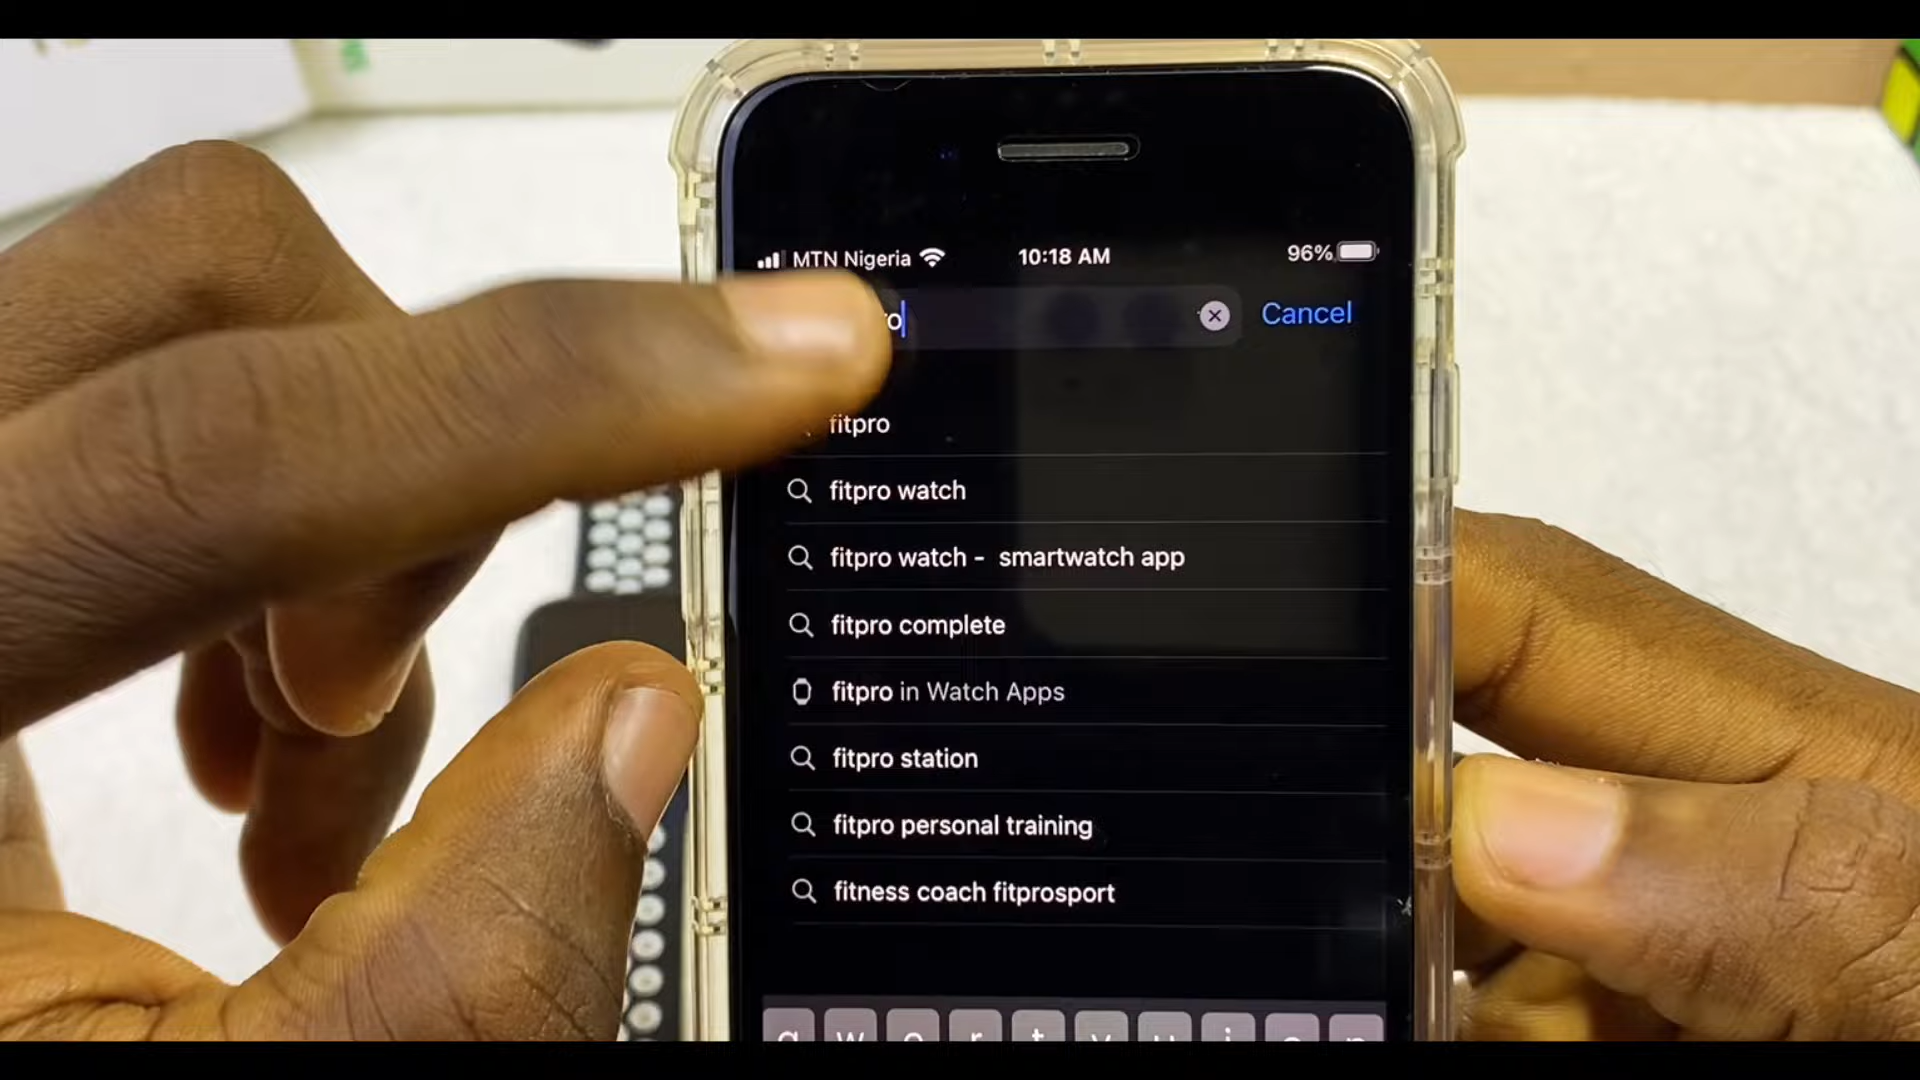 MTN Nigeria 10:18 AM 96%
ro Cancel
fitpro
fitpro watch
fitpro watch - smartwatch app
fitpro complete
fitpro in Watch Apps
fitpro station
fitpro personal training
fitness coach fitprosport
q w e r t y u i o p